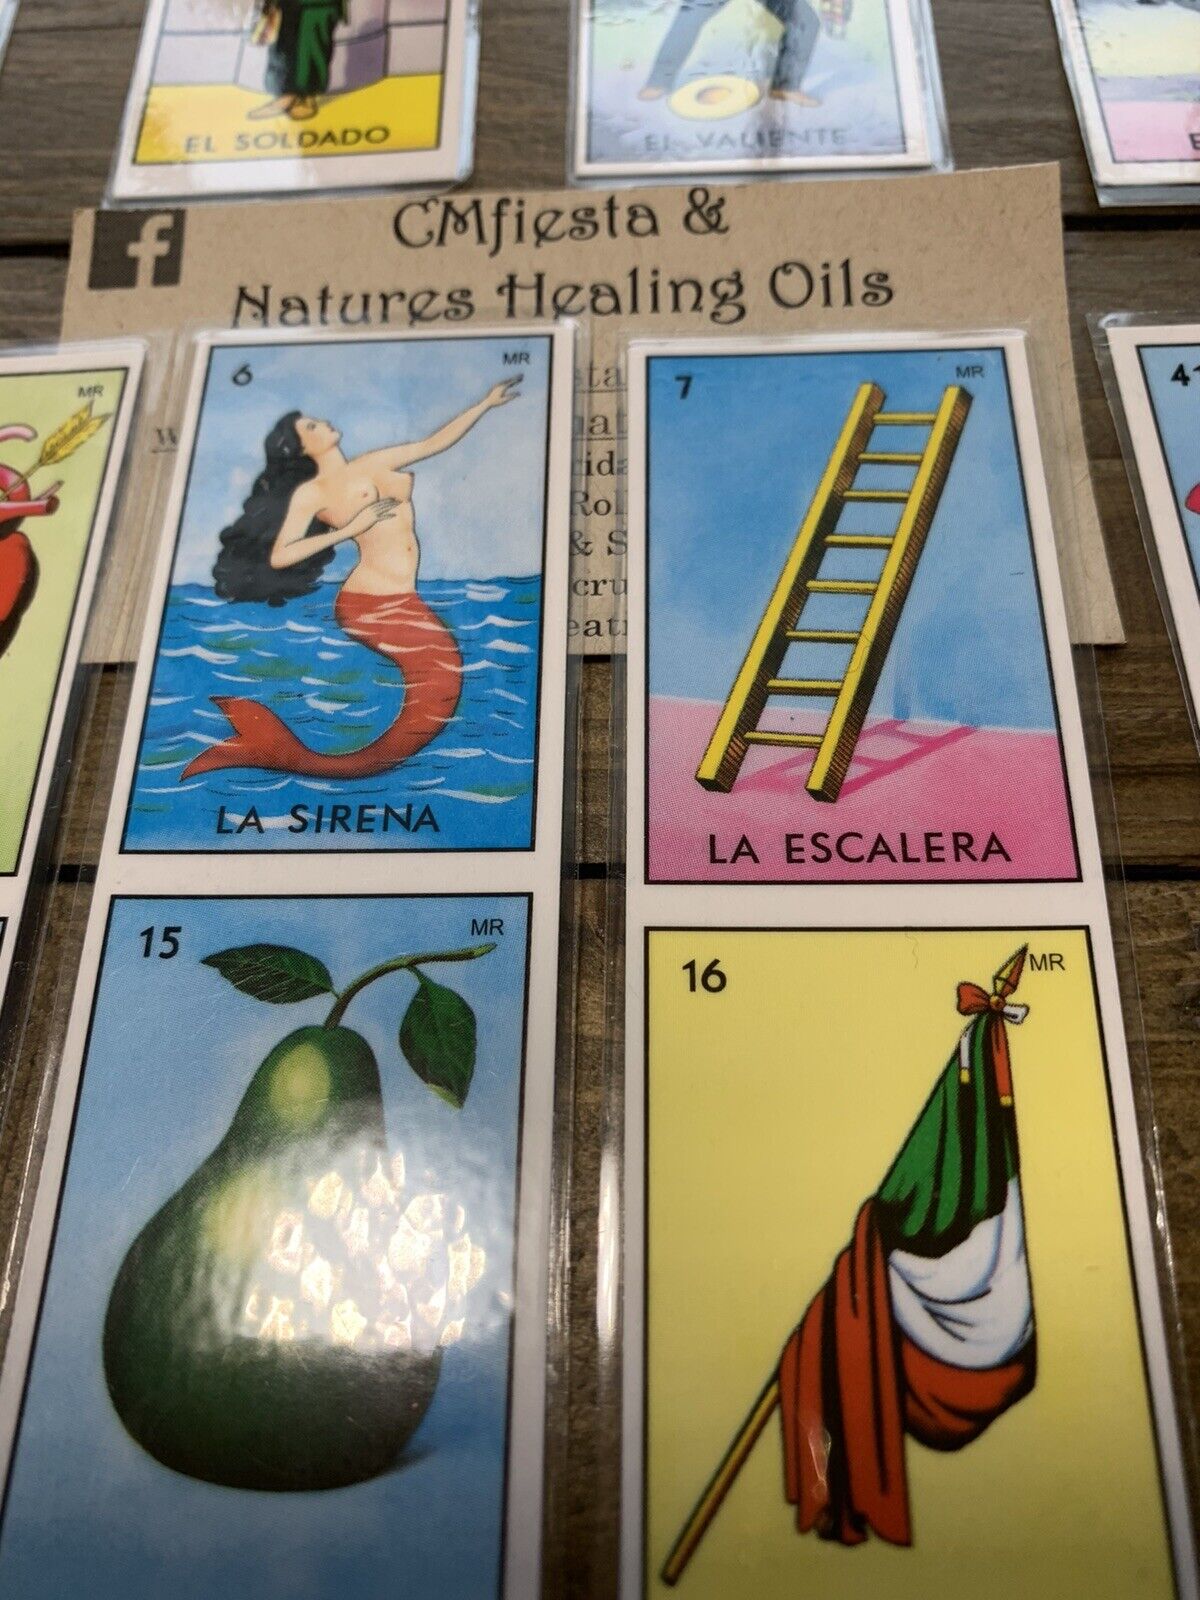 EL SOLDADO
EL VALIENTE
f
CMfiesta &
Natures Healing Oils
MR
6
MR
LA SIRENA
7
MR
LA ESCALERA
15
MR
16
MR